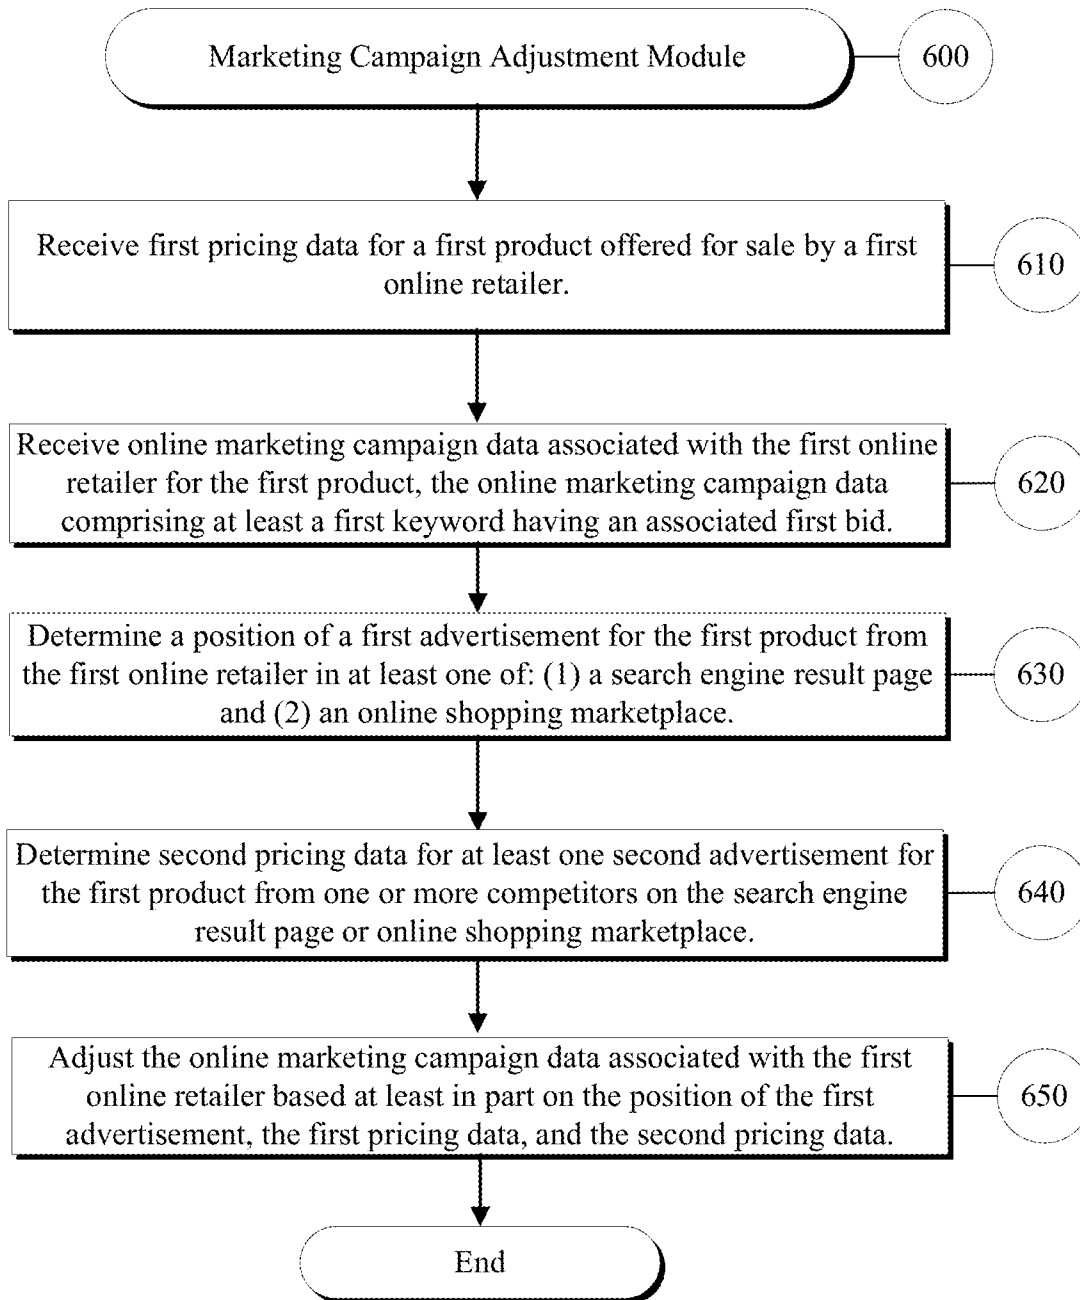 Marketing Campaign Adjustment Module
600
Receive first pricing data for a first product offered for sale by a first
online retailer.
610
Receive online marketing campaign data associated with the first online
retailer for the first product, the online marketing campaign data
comprising at least a first keyword having an associated first bid.
620
Determine a position of a first advertisement for the first product from
the first online retailer in at least one of: (1) a search engine result page
and (2) an online shopping marketplace.
630
Determine second pricing data for at least one second advertisement for
the first product from one or more competitors on the search engine
result page or online shopping marketplace.
640
Adjust the online marketing campaign data associated with the first
online retailer based at least in part on the position of the first
advertisement, the first pricing data, and the second pricing data.
650
End